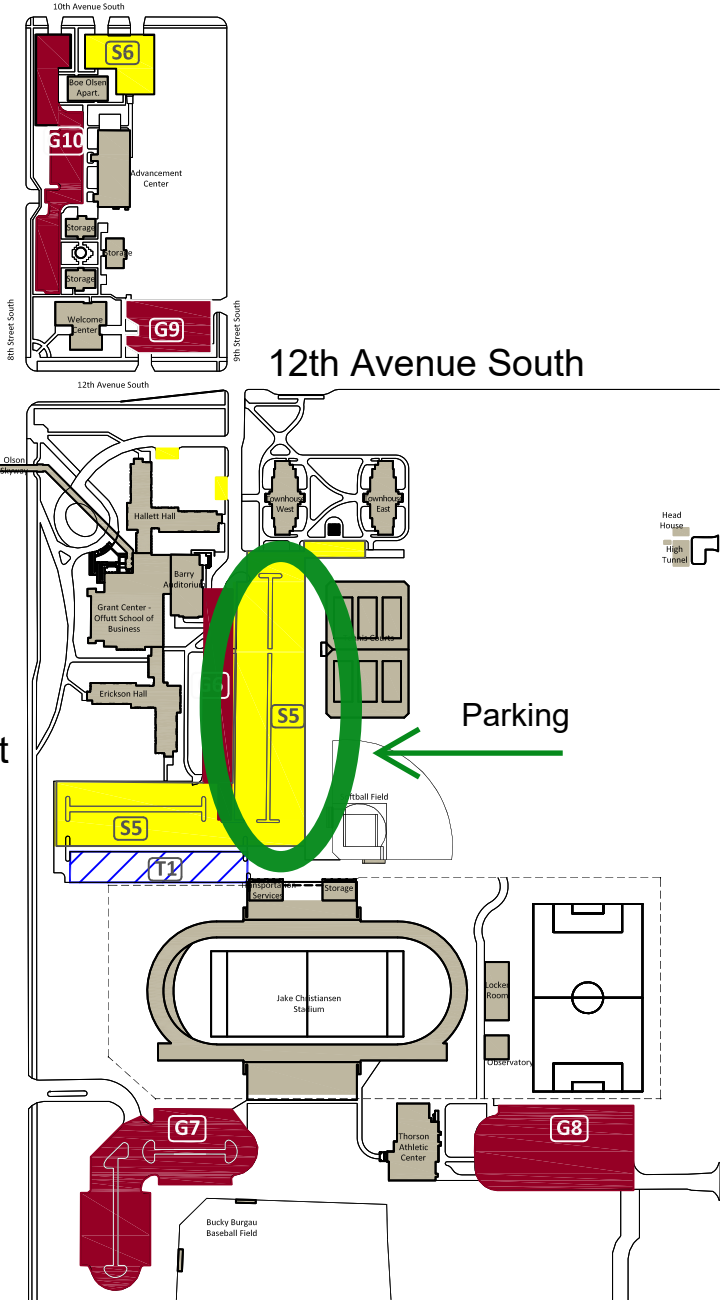 10th Avenue South
S6
Boe Olsen
Apart.
G10
Advancement
Center
Storage
Storage
Storage
8th Street South
9th Street South
Welcome
Center
G9
12th Avenue South
12th Avenue South
Olson
Skyway
Hallett Hall
Townhouse
West
Townhouse
East
Head
House
High
Tunnel
Barry
Auditorium
Grant Center -
Offutt School of
Business
Tennis Courts
Erickson Hall
S5
Parking
t
Softball Field
S5
T1
Transportation
Services
Storage
Jake Christiansen
Stadium
Locker
Room
Observatory
G7
G8
Thorson
Athletic
Center
Bucky Burgau
Baseball Field